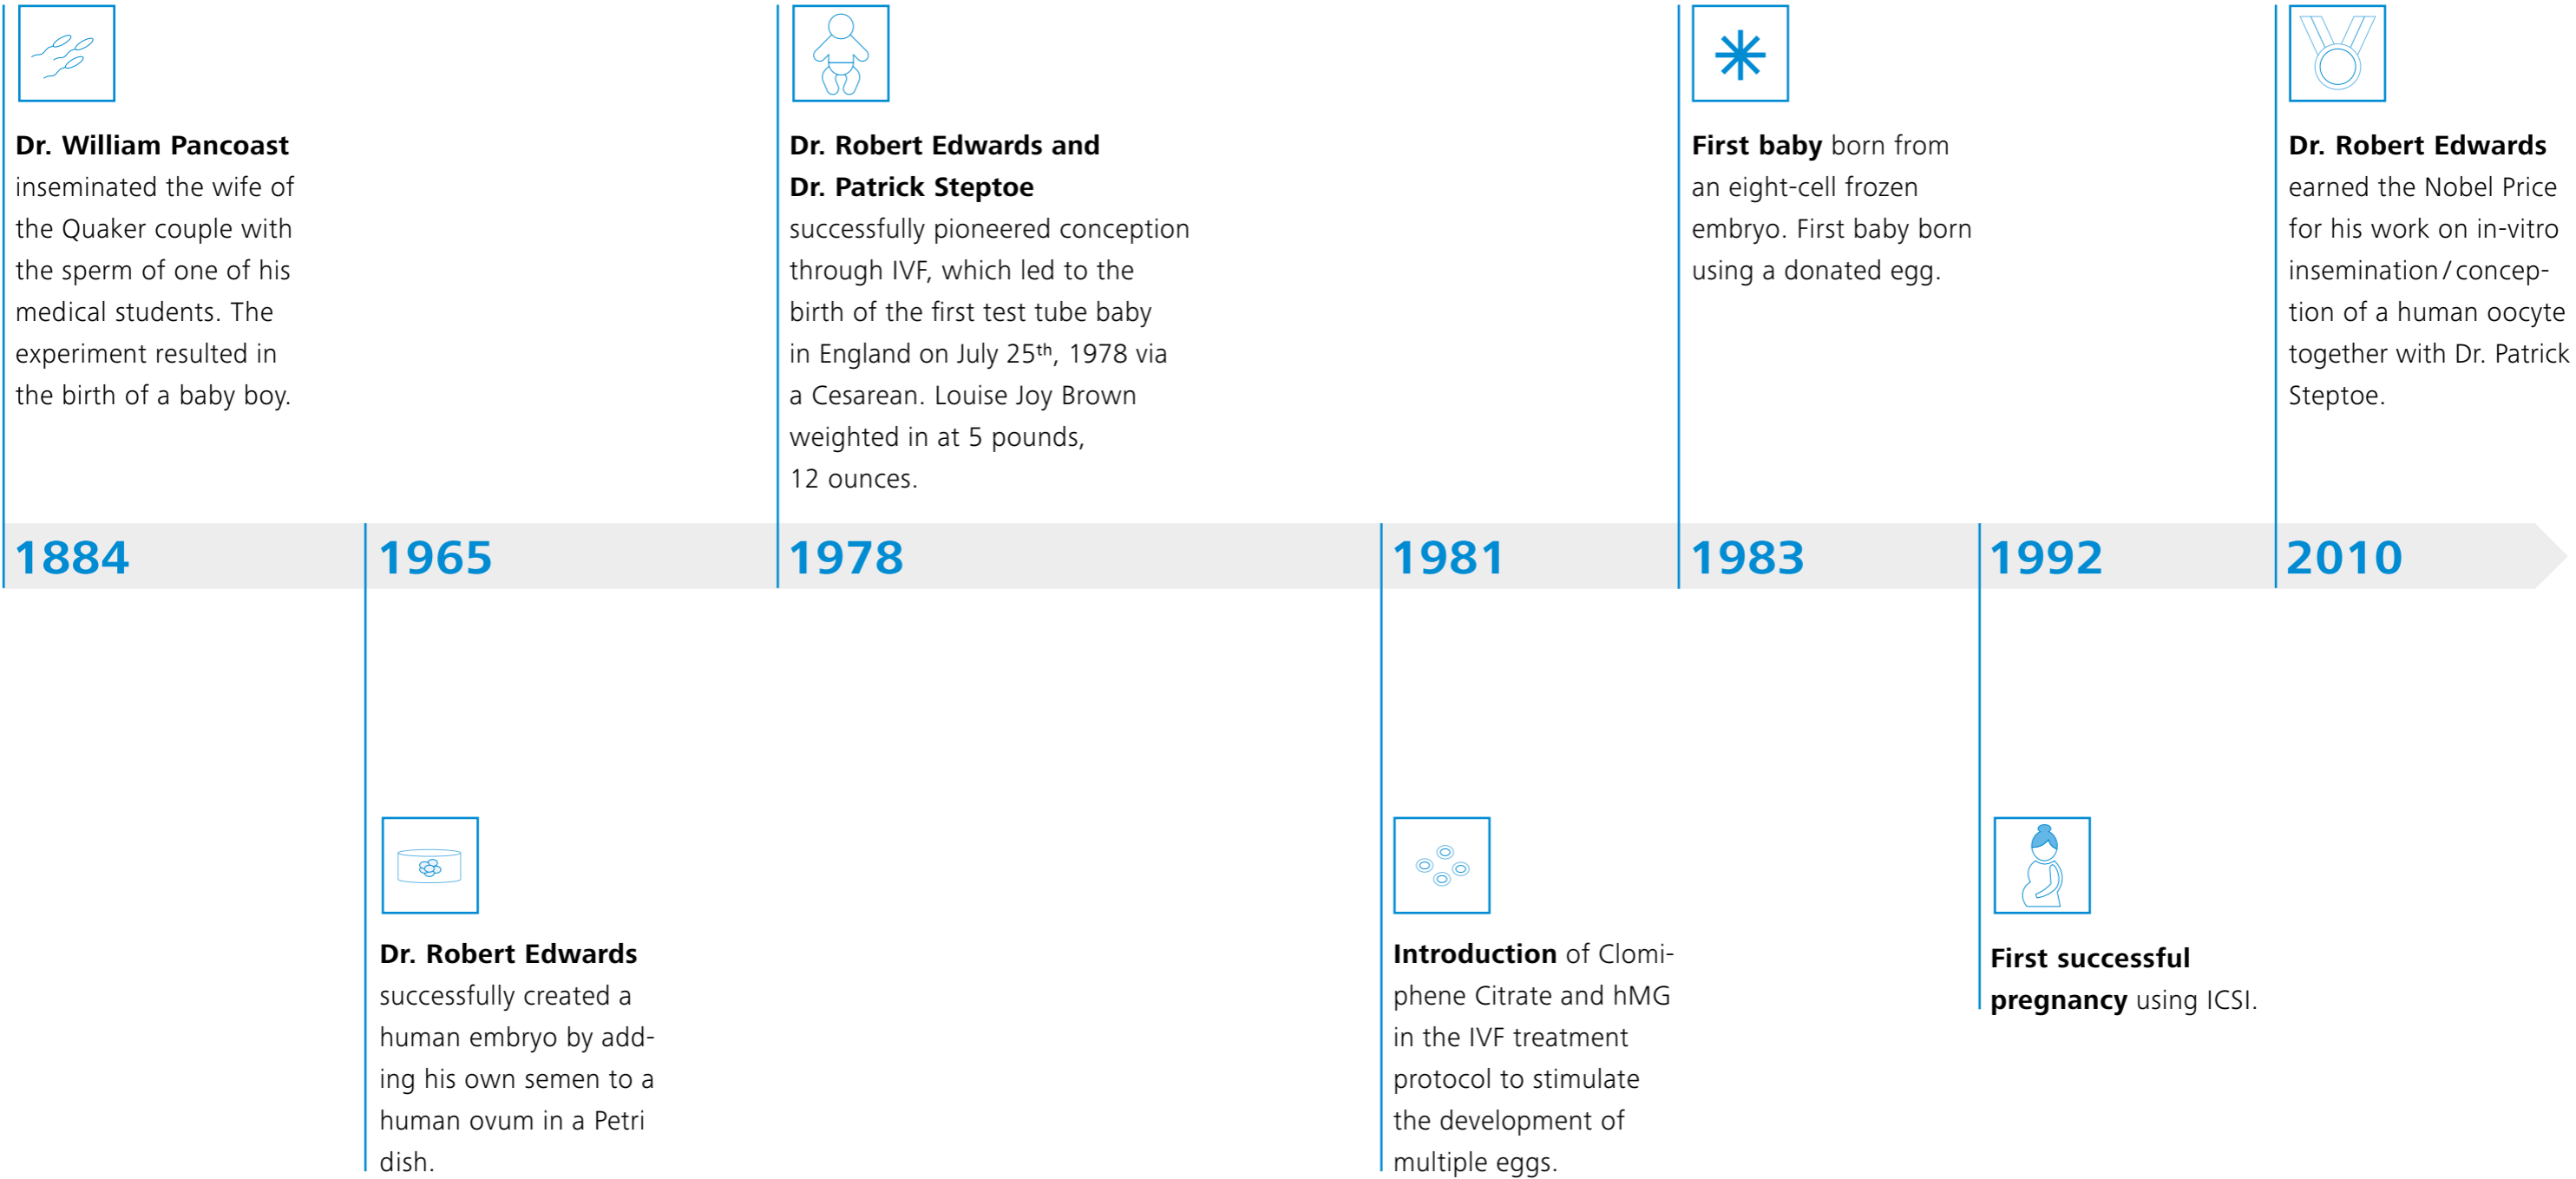 Dr. William Pancoast
inseminated the wife of
the Quaker couple with
the sperm of one of his
medical students. The
experiment resulted in
the birth of a baby boy.
Dr. Robert Edwards and
Dr. Patrick Steptoe
successfully pioneered conception
through IVF, which led to the
birth of the first test tube baby
in England on July 25th, 1978 via
a Cesarean. Louise Joy Brown
weighted in at 5 pounds,
12 ounces.
First baby born from
an eight-cell frozen
embryo. First baby born
using a donated egg.
Dr. Robert Edwards
earned the Nobel Price
for his work on in-vitro
insemination/concep-
tion of a human oocyte
together with Dr. Patrick
Steptoe.
1884
1965
1978
1981
1983
1992
2010
Dr. Robert Edwards
successfully created a
human embryo by add-
ing his own semen to a
human ovum in a Petri
dish.
Introduction of Clomi-
phene Citrate and hMG
in the IVF treatment
protocol to stimulate
the development of
multiple eggs.
First successful
pregnancy using ICSI.